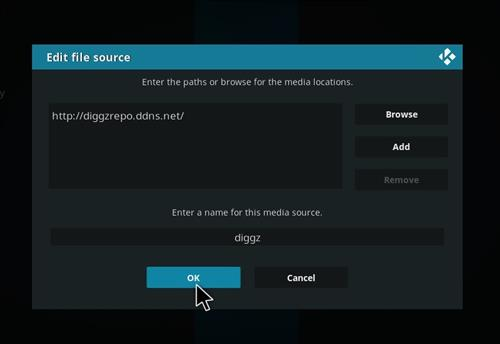 Edit file source
Enter the paths or browse for the media locations.
http://diggzrepo.ddns.net/
Browse
Add
Remove
Enter a name for this media source.
diggz
OK
Cancel
y